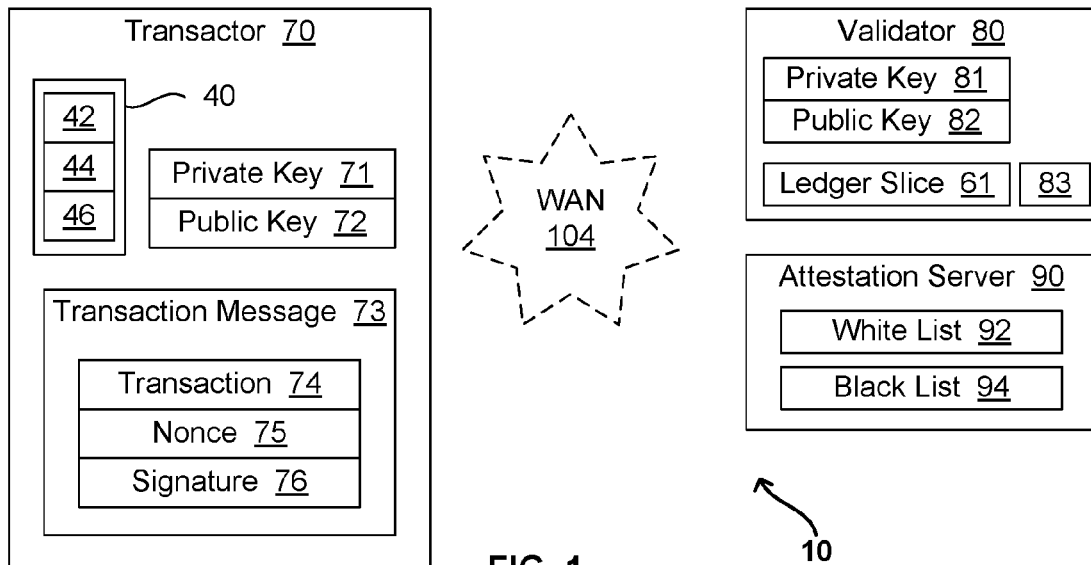 Transactor 70
40
42
44
46
Private Key 71
Public Key 72
Transaction Message 73
Transaction 74
Nonce 75
Signature 76
WAN
104
Validator 80
Private Key 81
Public Key 82
Ledger Slice 61
83
Attestation Server 90
White List 92
Black List 94
10
FIG. 1